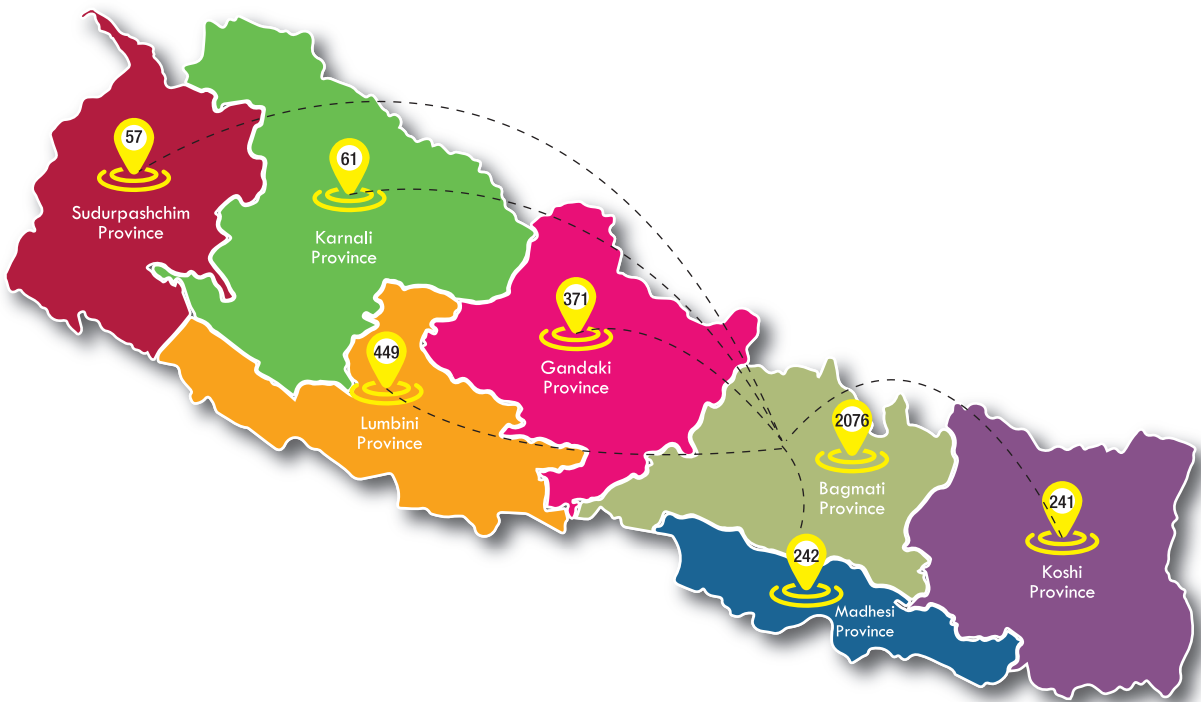 57
Sudurpashchim
Province
61
Karnali
Province
371
Gandaki
Province
449
Lumbini
Province
2076
Bagmati
Province
241
Koshi
Province
242
Madhesi
Province